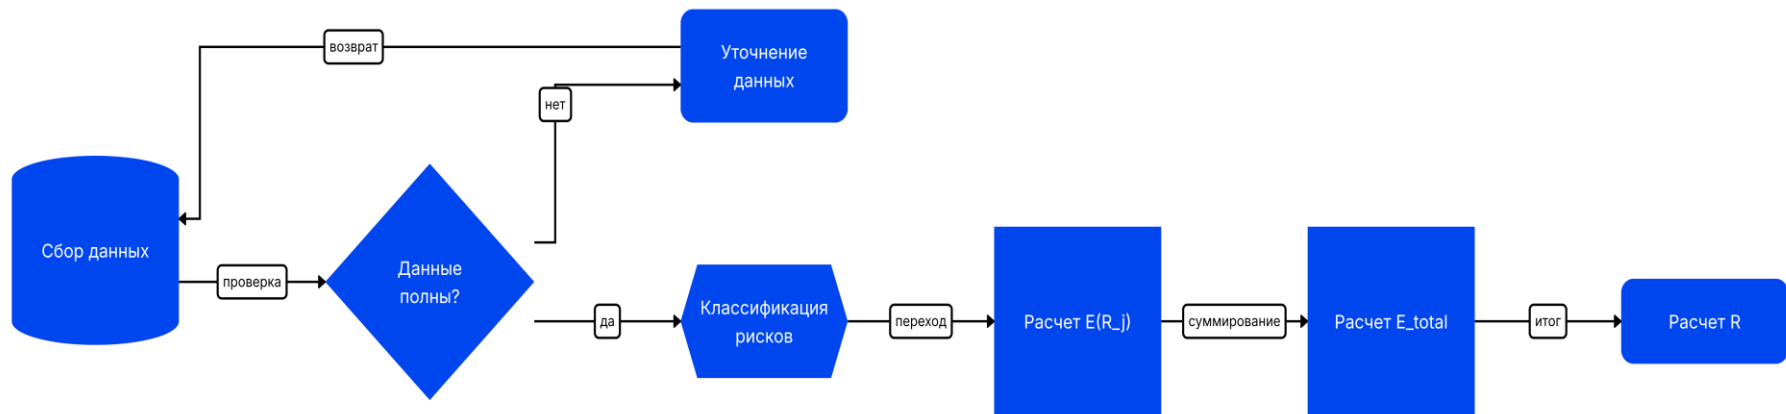 возврат
Уточнение
данных
нет
Сбор данных
проверка
Данные
полны?
да
Классификация
рисков
переход
Расчет E(R_j)
суммирование
Расчет E_total
итог
Расчет R